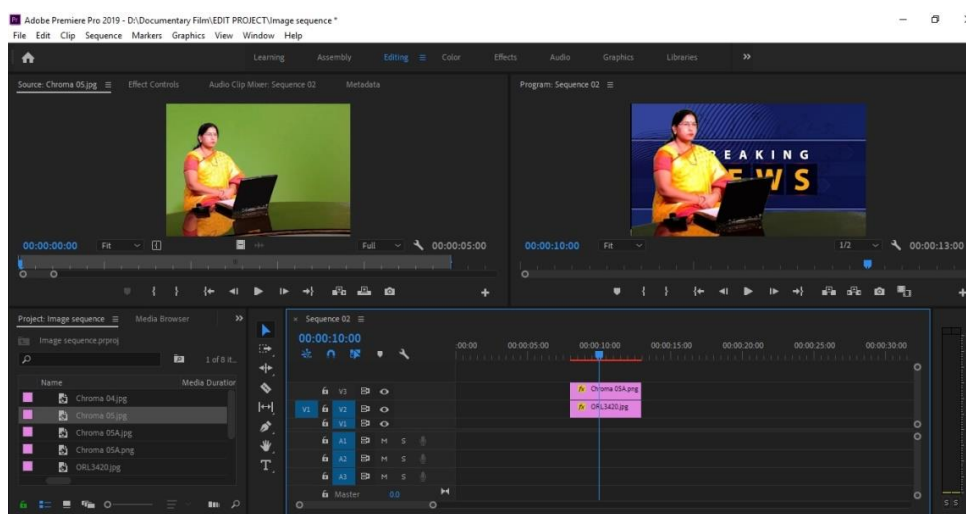 Pr Adobe Premiere Pro 2019 - D:\Documentary Film\EDIT PROJECT\Image sequence *
File Edit Clip Sequence Markers Graphics View Window Help
Learning Assembly Editing Color Effects Audio Graphics Libraries
Source: Chroma 05.jpg Effect Controls Audio Clip Mixer: Sequence 02 Metadata
Program: Sequence 02
BREAKING
NEWS
00:00:00:00 Fit Full 00:00:05:00
00:00:10:00 Fit 1/2 00:00:13:00
Project: Image sequence Media Browser
Image sequence.prproj
1 of 8 it...
Name Media Duration
Chroma 04.jpg
Chroma 05.jpg
Chroma 05A.jpg
Chroma 05A.png
ORL3420.jpg
× Sequence 02
00:00:10:00
:00:00 00:00:05:00 00:00:10:00 00:00:15:00 00:00:20:00 00:00:25:00 00:00:30:00
V3 fx Chroma 05A.png
V1 V2 fx ORL3420.jpg
V1
A1 M S
A2 M S
A3 M S
Master 0.0
S S